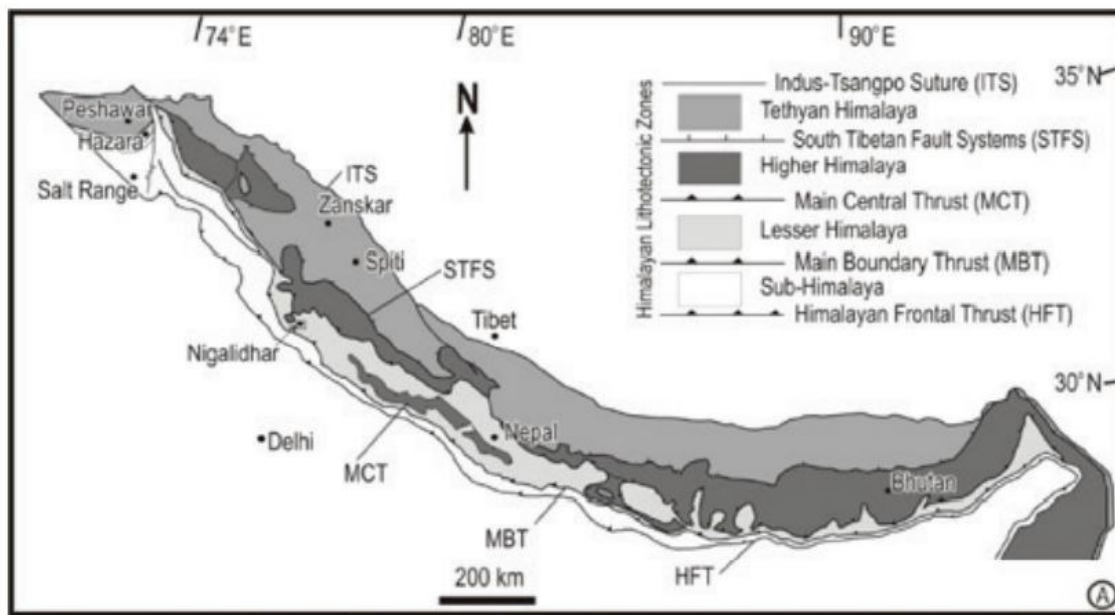 74°E
80°E
90°E
35°N
30°N
N
Peshawa
Hazara
Salt Range
ITS
Zanskar
Spiti
STFS
Tibet
Nigalidhar
Delhi
MCT
Nepal
MBT
Bhutan
HFT
200 km
Himalayan Lithotectonic Zones
Indus-Tsangpo Suture (ITS)
Tethyan Himalaya
South Tibetan Fault Systems (STFS)
Higher Himalaya
Main Central Thrust (MCT)
Lesser Himalaya
Main Boundary Thrust (MBT)
Sub-Himalaya
Himalayan Frontal Thrust (HFT)
A